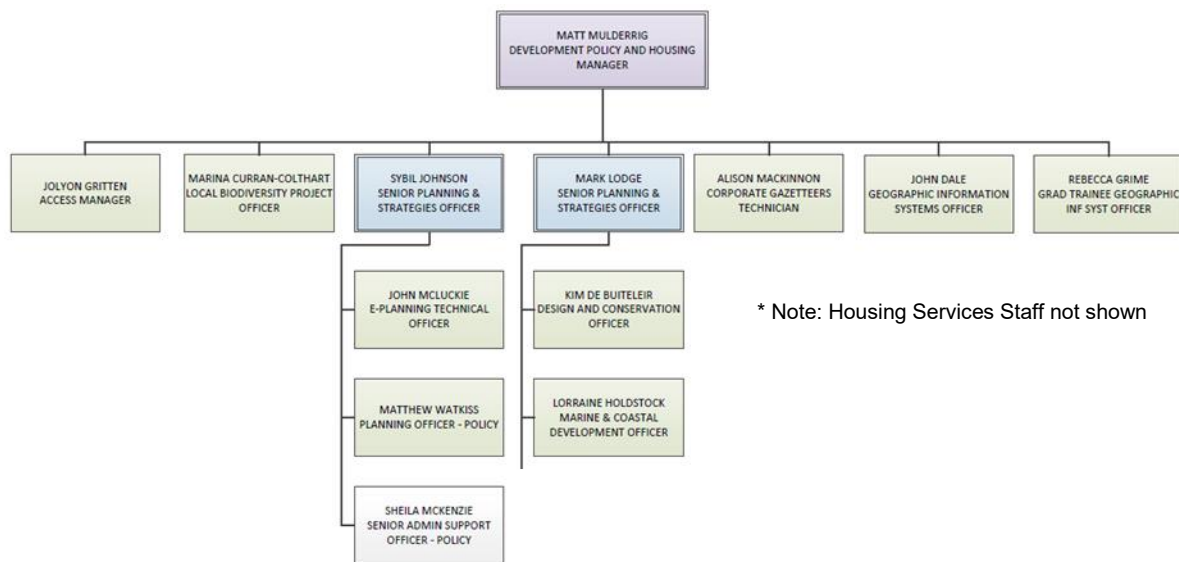 MATT MULDERRIG
DEVELOPMENT POLICY AND HOUSING
MANAGER
JOLYON GRITTEN
ACCESS MANAGER
MARINA CURRAN-COLTHART
LOCAL BIODIVERSITY PROJECT
OFFICER
SYBIL JOHNSON
SENIOR PLANNING &
STRATEGIES OFFICER
MARK LODGE
SENIOR PLANNING &
STRATEGIES OFFICER
ALISON MACKINNON
CORPORATE GAZETTEERS
TECHNICIAN
JOHN DALE
GEOGRAPHIC INFORMATION
SYSTEMS OFFICER
REBECCA GRIME
GRAD TRAINEE GEOGRAPHIC
INF SYST OFFICER
JOHN MCLUCKIE
E-PLANNING TECHNICAL
OFFICER
KIM DE BUITELEIR
DESIGN AND CONSERVATION
OFFICER
* Note: Housing Services Staff not shown
MATTHEW WATKISS
PLANNING OFFICER - POLICY
LORRAINE HOLDSTOCK
MARINE & COASTAL
DEVELOPMENT OFFICER
SHEILA MCKENZIE
SENIOR ADMIN SUPPORT
OFFICER - POLICY